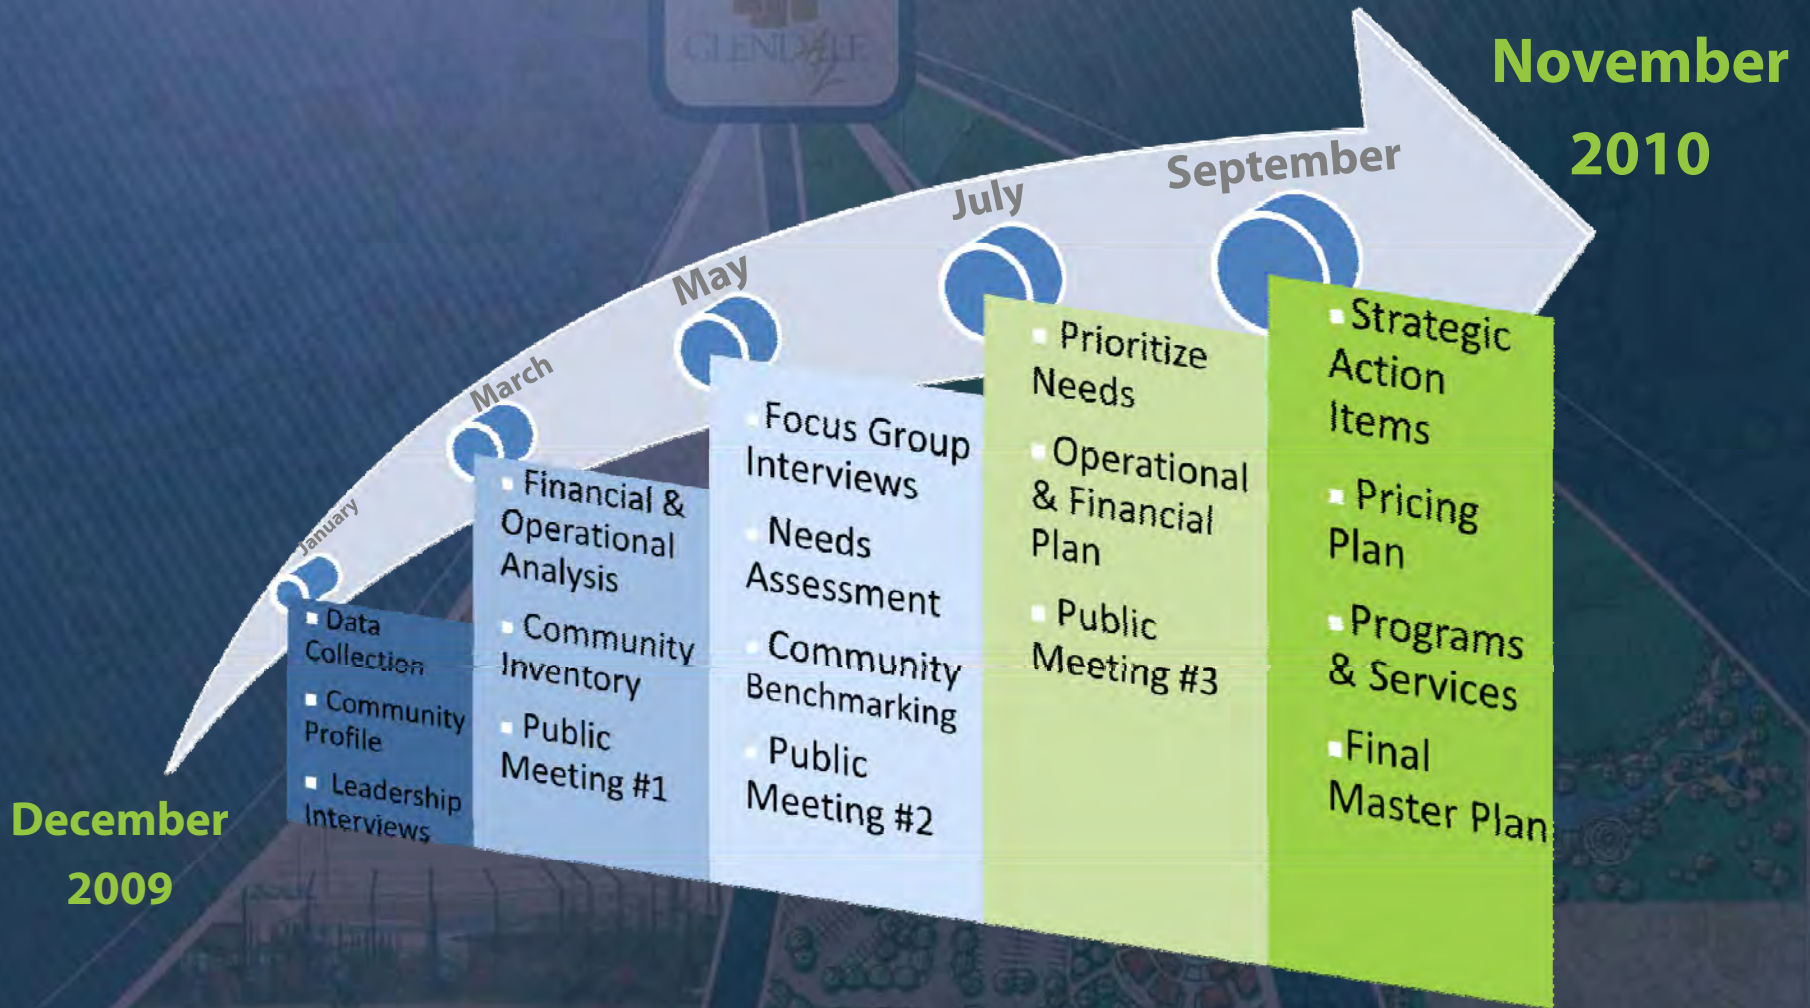 GLENDALE
November
2010
September
July
May
March
January
December
2009
▪ Data
Collection
▪ Community
Profile
▪ Leadership
Interviews
▪ Financial &
Operational
Analysis
▪ Community
Inventory
▪ Public
Meeting #1
▪ Focus Group
Interviews
▪ Needs
Assessment
▪ Community
Benchmarking
▪ Public
Meeting #2
▪ Prioritize
Needs
▪ Operational
& Financial
Plan
▪ Public
Meeting #3
▪ Strategic
Action
Items
▪ Pricing
Plan
▪ Programs
& Services
▪ Final
Master Plan